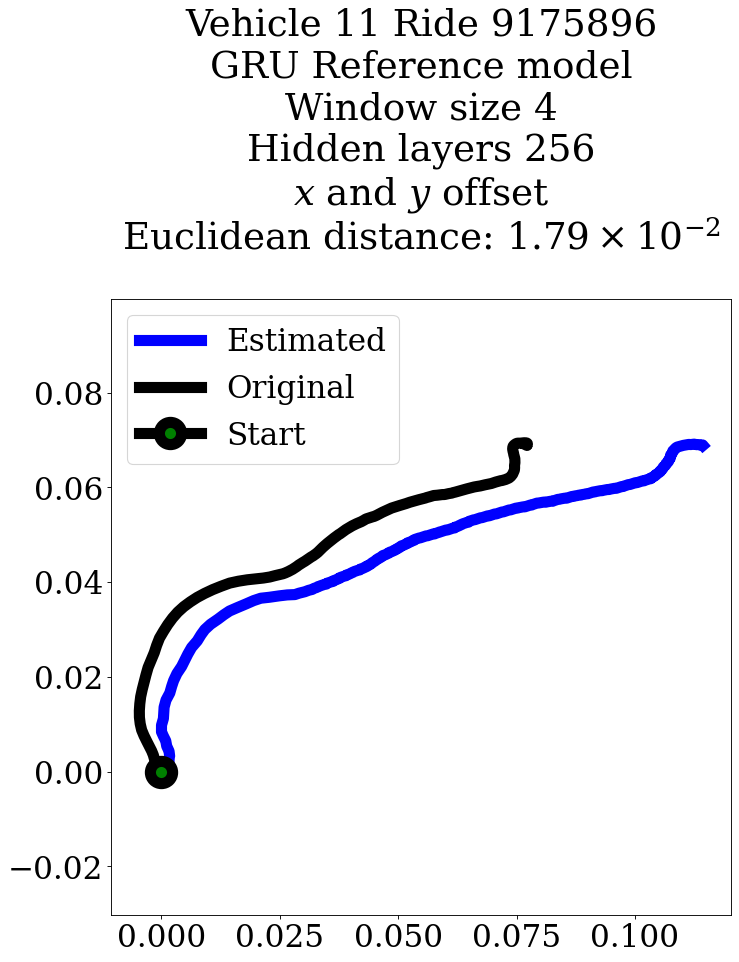 Vehicle 11 Ride 9175896
GRU Reference model
Window size 4
Hidden layers 256
x and y offset
Euclidean distance: 1.79 × 10⁻²
Estimated
Original
Start
0.08
0.06
0.04
0.02
0.00
−0.02
0.000 0.025 0.050 0.075 0.100